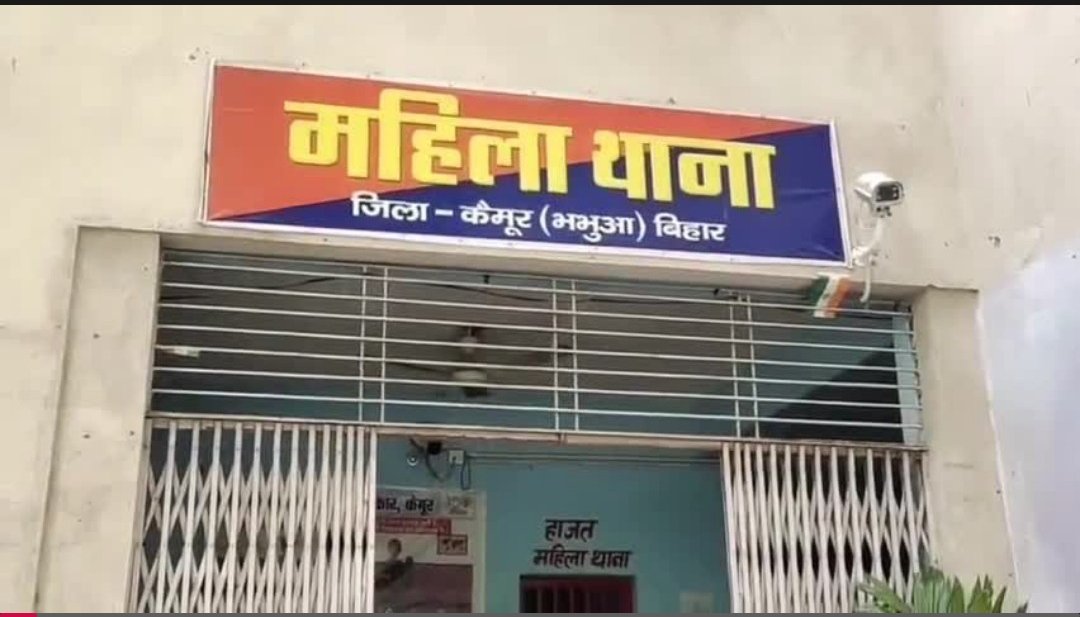 महिला थाना
जिला - कैमूर (भभुआ) बिहार
कैमूर
हाजत
महिला थाना